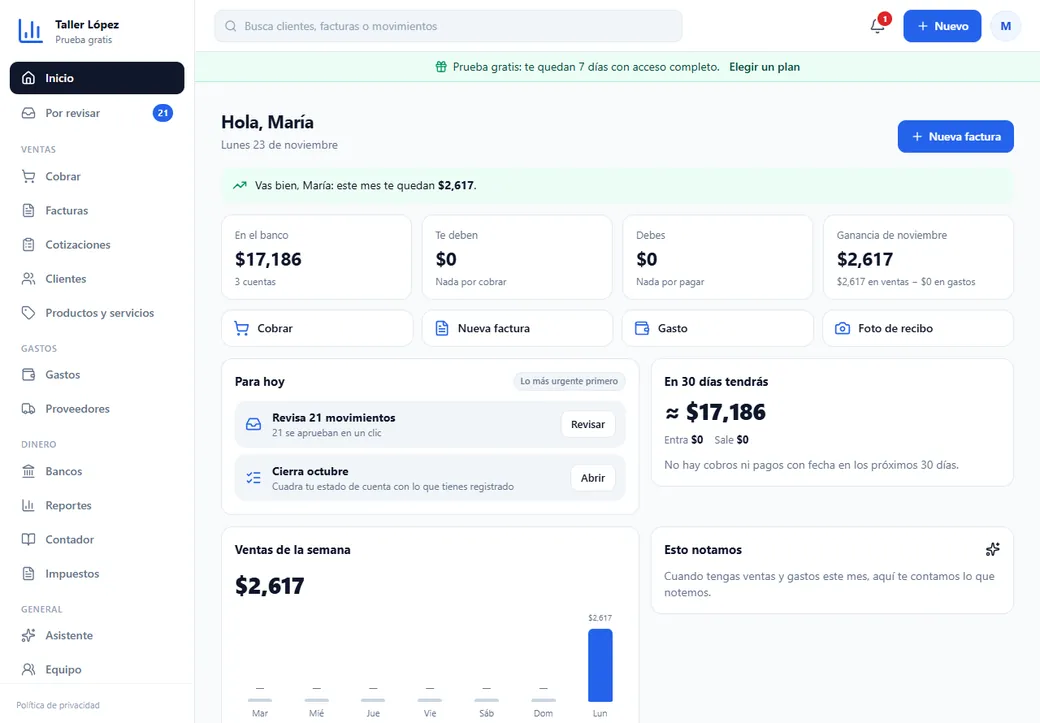 Taller López
Prueba gratis
Busca clientes, facturas o movimientos
1
Nuevo
M
Prueba gratis: te quedan 7 días con acceso completo. Elegir un plan
Inicio
Por revisar 21
VENTAS
Cobrar
Facturas
Cotizaciones
Clientes
Productos y servicios
GASTOS
Gastos
Proveedores
DINERO
Bancos
Reportes
Contador
Impuestos
GENERAL
Asistente
Equipo
Política de privacidad
Hola, María
Lunes 23 de noviembre
Nueva factura
Vas bien, María: este mes te quedan $2,617.
En el banco
$17,186
3 cuentas
Te deben
$0
Nada por cobrar
Debes
$0
Nada por pagar
Ganancia de noviembre
$2,617
$2,617 en ventas − $0 en gastos
Cobrar
Nueva factura
Gasto
Foto de recibo
Para hoy
Lo más urgente primero
Revisa 21 movimientos
21 se aprueban en un clic
Revisar
Cierra octubre
Cuadra tu estado de cuenta con lo que tienes registrado
Abrir
En 30 días tendrás
≈ $17,186
Entra $0 Sale $0
No hay cobros ni pagos con fecha en los próximos 30 días.
Ventas de la semana
$2,617
$2,617
— — — — — —
Mar Mié Jue Vie Sáb Dom Lun
Esto notamos
Cuando tengas ventas y gastos este mes, aquí te contamos lo que
notemos.